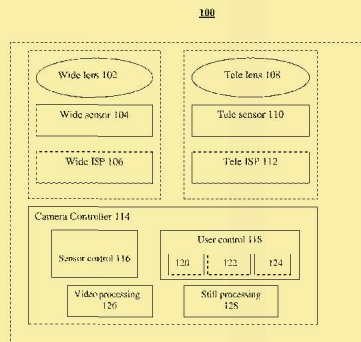 100
Wide lens 102
Tele lens 108
Wide sensor 104
Tele sensor 110
Wide ISP 106
Tele ISP 112
Camera Controller 114
User control 118
Sensor control 116
120
122
124
Video processing
126
Still processing
128